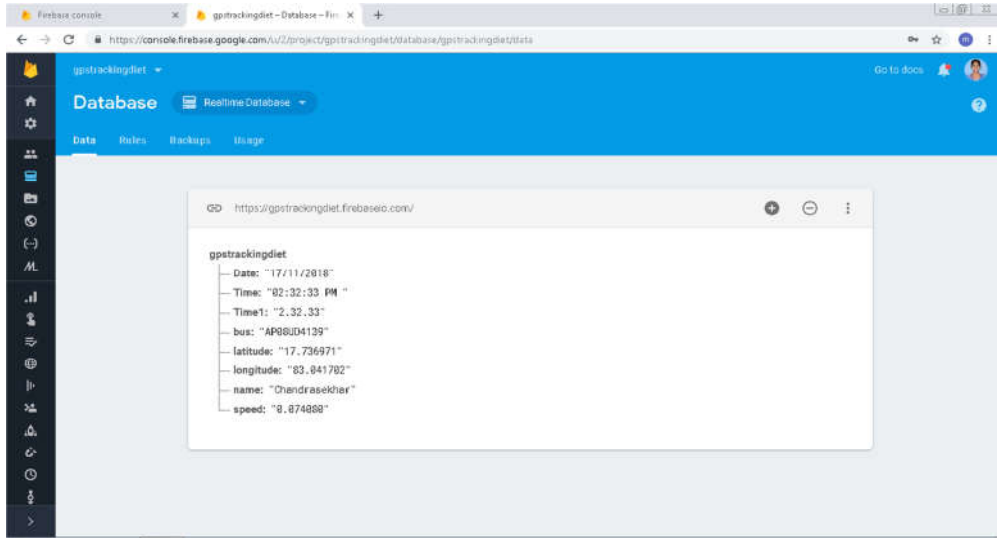 Firebase console
gpstrackingdiet – Database – Fire
https://console.firebase.google.com/u/2/project/gpstrackingdiet/database/gpstrackingdiet/data
gpstrackingdiet
Go to docs
Database
Realtime Database
Data Rules Backups Usage
https://gpstrackingdiet.firebaseio.com/
gpstrackingdiet
Date: "17/11/2018"
Time: "02:32:33 PM "
Time1: "2.32.33"
bus: "AP08UD4139"
latitude: "17.736971"
longitude: "83.041702"
name: "Chandrasekhar"
speed: "0.074080"